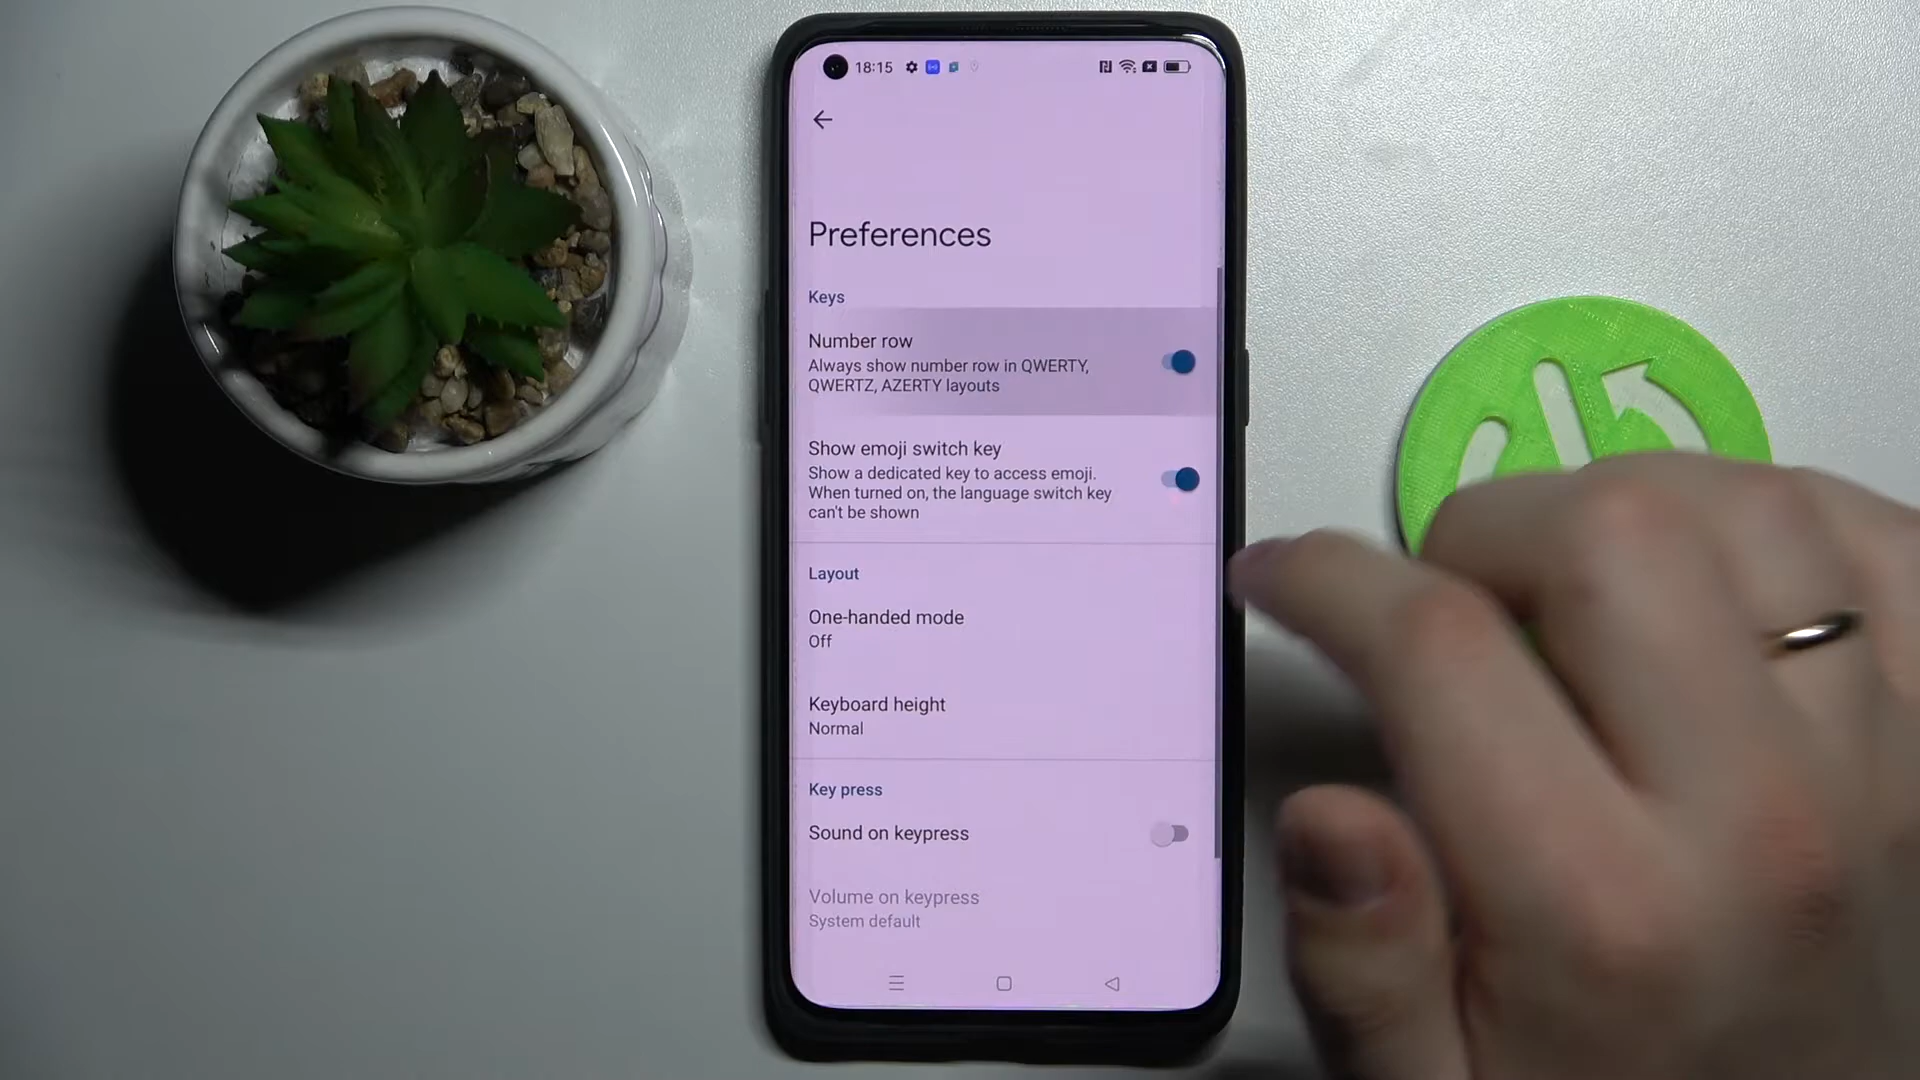 18:15
Preferences
Keys
Number row
Always show number row in QWERTY,
QWERTZ, AZERTY layouts
Show emoji switch key
Show a dedicated key to access emoji.
When turned on, the language switch key
can't be shown
Layout
One-handed mode
Off
Keyboard height
Normal
Key press
Sound on keypress
Volume on keypress
System default